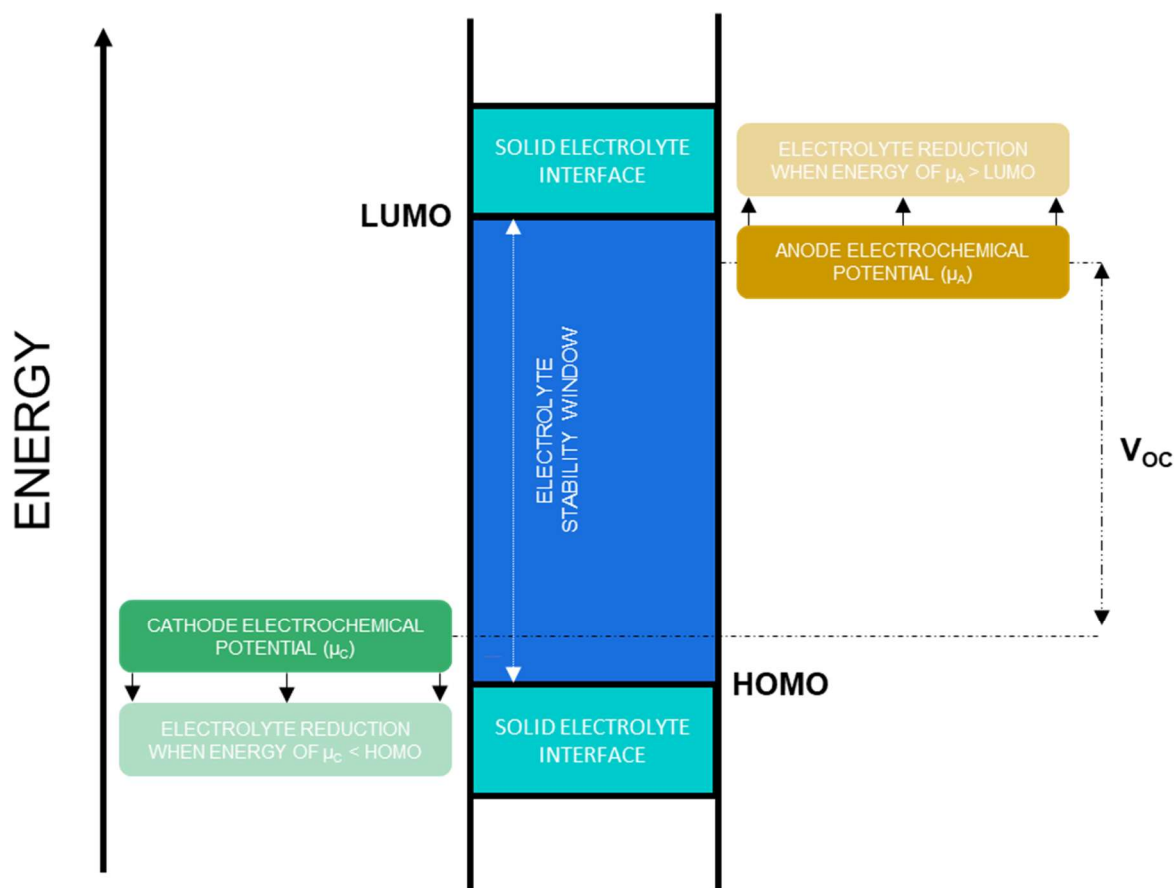 SOLID ELECTROLYTE
INTERFACE
ELECTROLYTE REDUCTION
WHEN ENERGY OF μA > LUMO
LUMO
ANODE ELECTROCHEMICAL
POTENTIAL (μA)
ENERGY
ELECTROLYTE
STABILITY WINDOW
VOC
CATHODE ELECTROCHEMICAL
POTENTIAL (μC)
HOMO
ELECTROLYTE REDUCTION
WHEN ENERGY OF μC < HOMO
SOLID ELECTROLYTE
INTERFACE